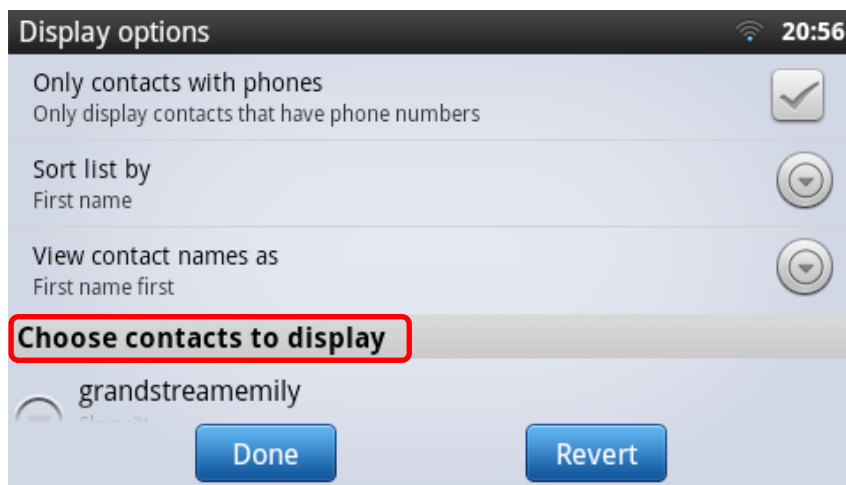 Display options
20:56
Only contacts with phones
Only display contacts that have phone numbers
Sort list by
First name
View contact names as
First name first
Choose contacts to display
grandstreamemily
Done
Revert